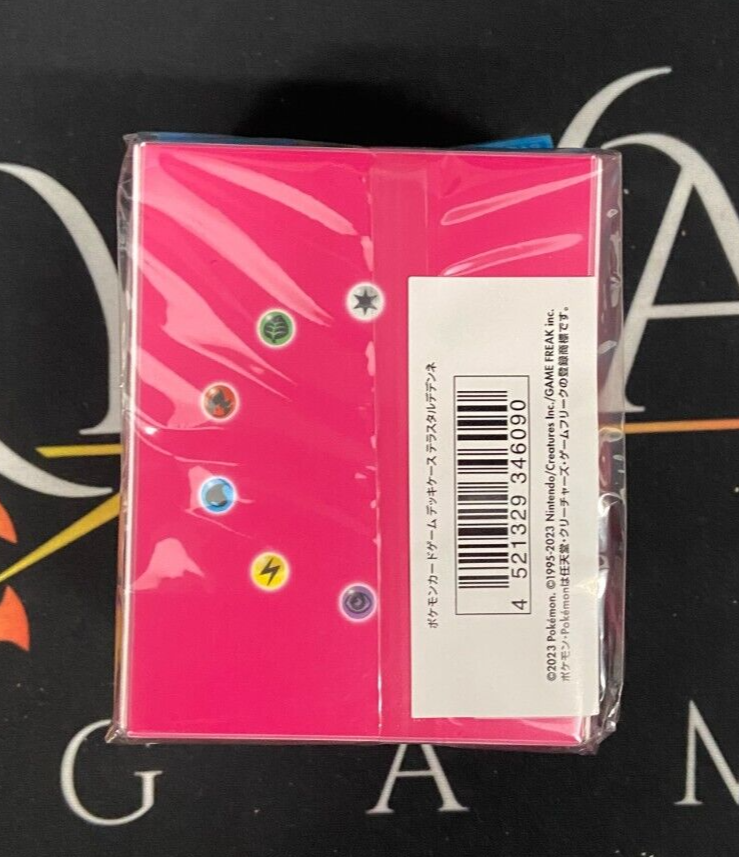 ポケモンカードゲーム デッキケース テラスタルデデンネ
4 521329 346090
©2023 Pokémon. ©1995-2023 Nintendo/Creatures Inc./GAME FREAK inc.
ポケモン・Pokémonは任天堂・クリーチャーズ・ゲームフリークの登録商標です。
A
G A M